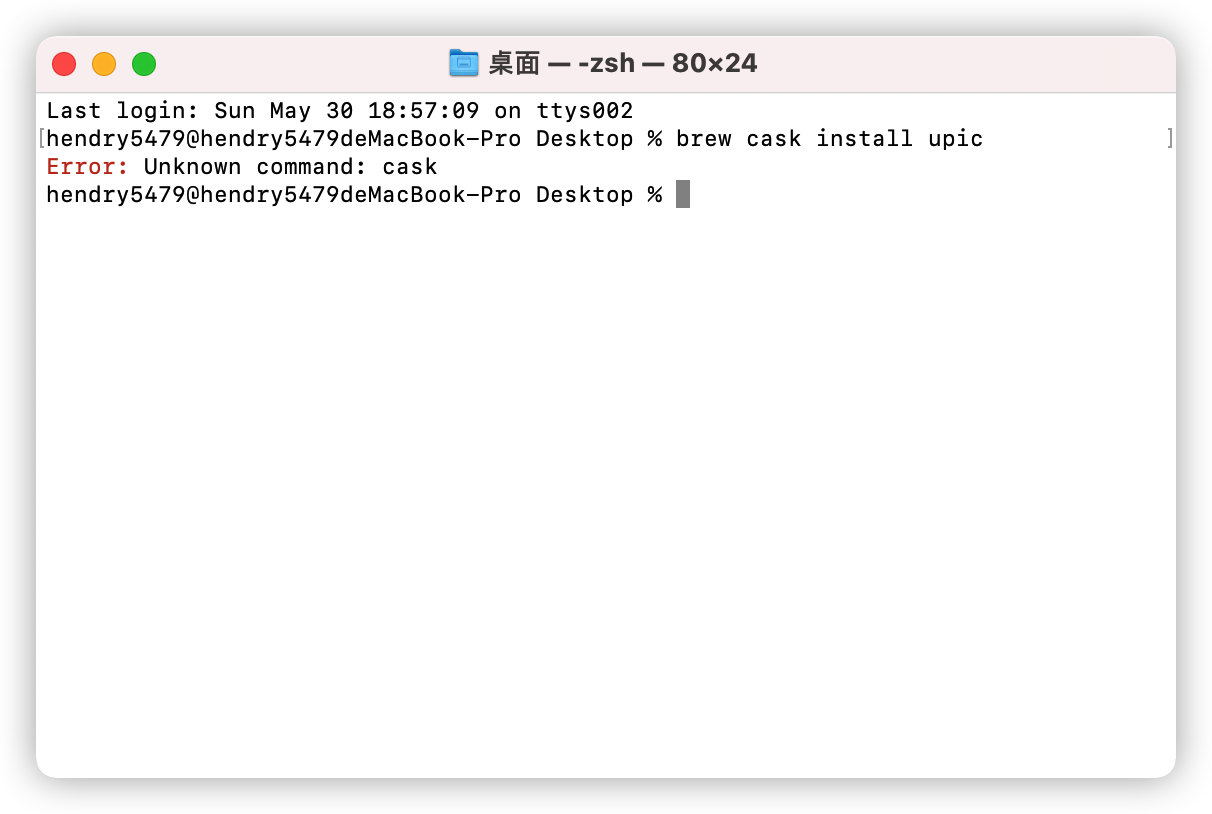 桌面 — -zsh — 80×24
Last login: Sun May 30 18:57:09 on ttys002
[hendry5479@hendry5479deMacBook-Pro Desktop % brew cask install upic ]
Error: Unknown command: cask
hendry5479@hendry5479deMacBook-Pro Desktop %